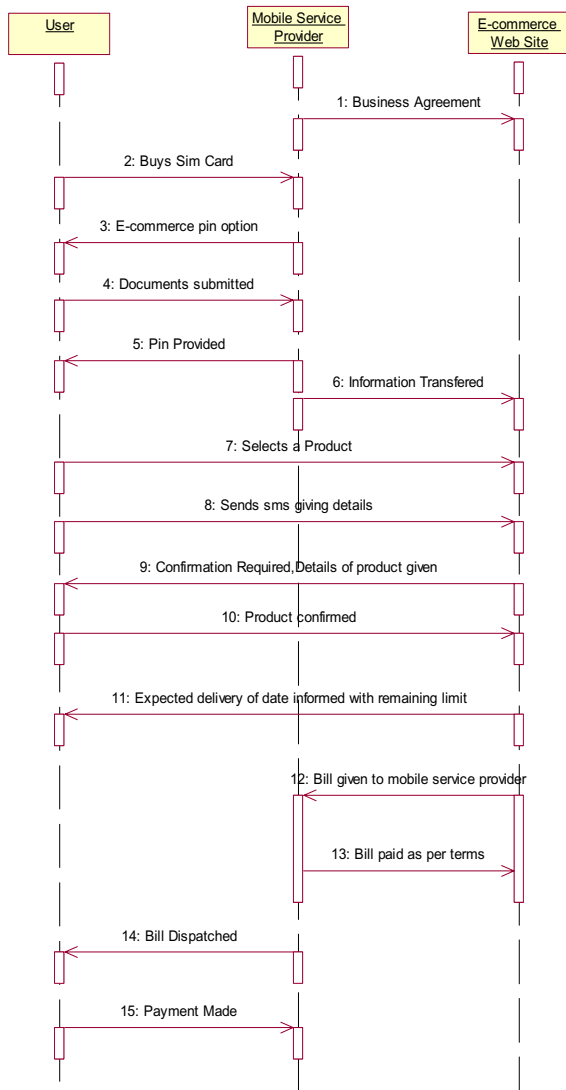 User
Mobile Service
Provider
E-commerce
Web Site
1: Business Agreement
2: Buys Sim Card
3: E-commerce pin option
4: Documents submitted
5: Pin Provided
6: Information Transfered
7: Selects a Product
8: Sends sms giving details
9: Confirmation Required,Details of product given
10: Product confirmed
11: Expected delivery of date informed with remaining limit
12: Bill given to mobile service provider
13: Bill paid as per terms
14: Bill Dispatched
15: Payment Made